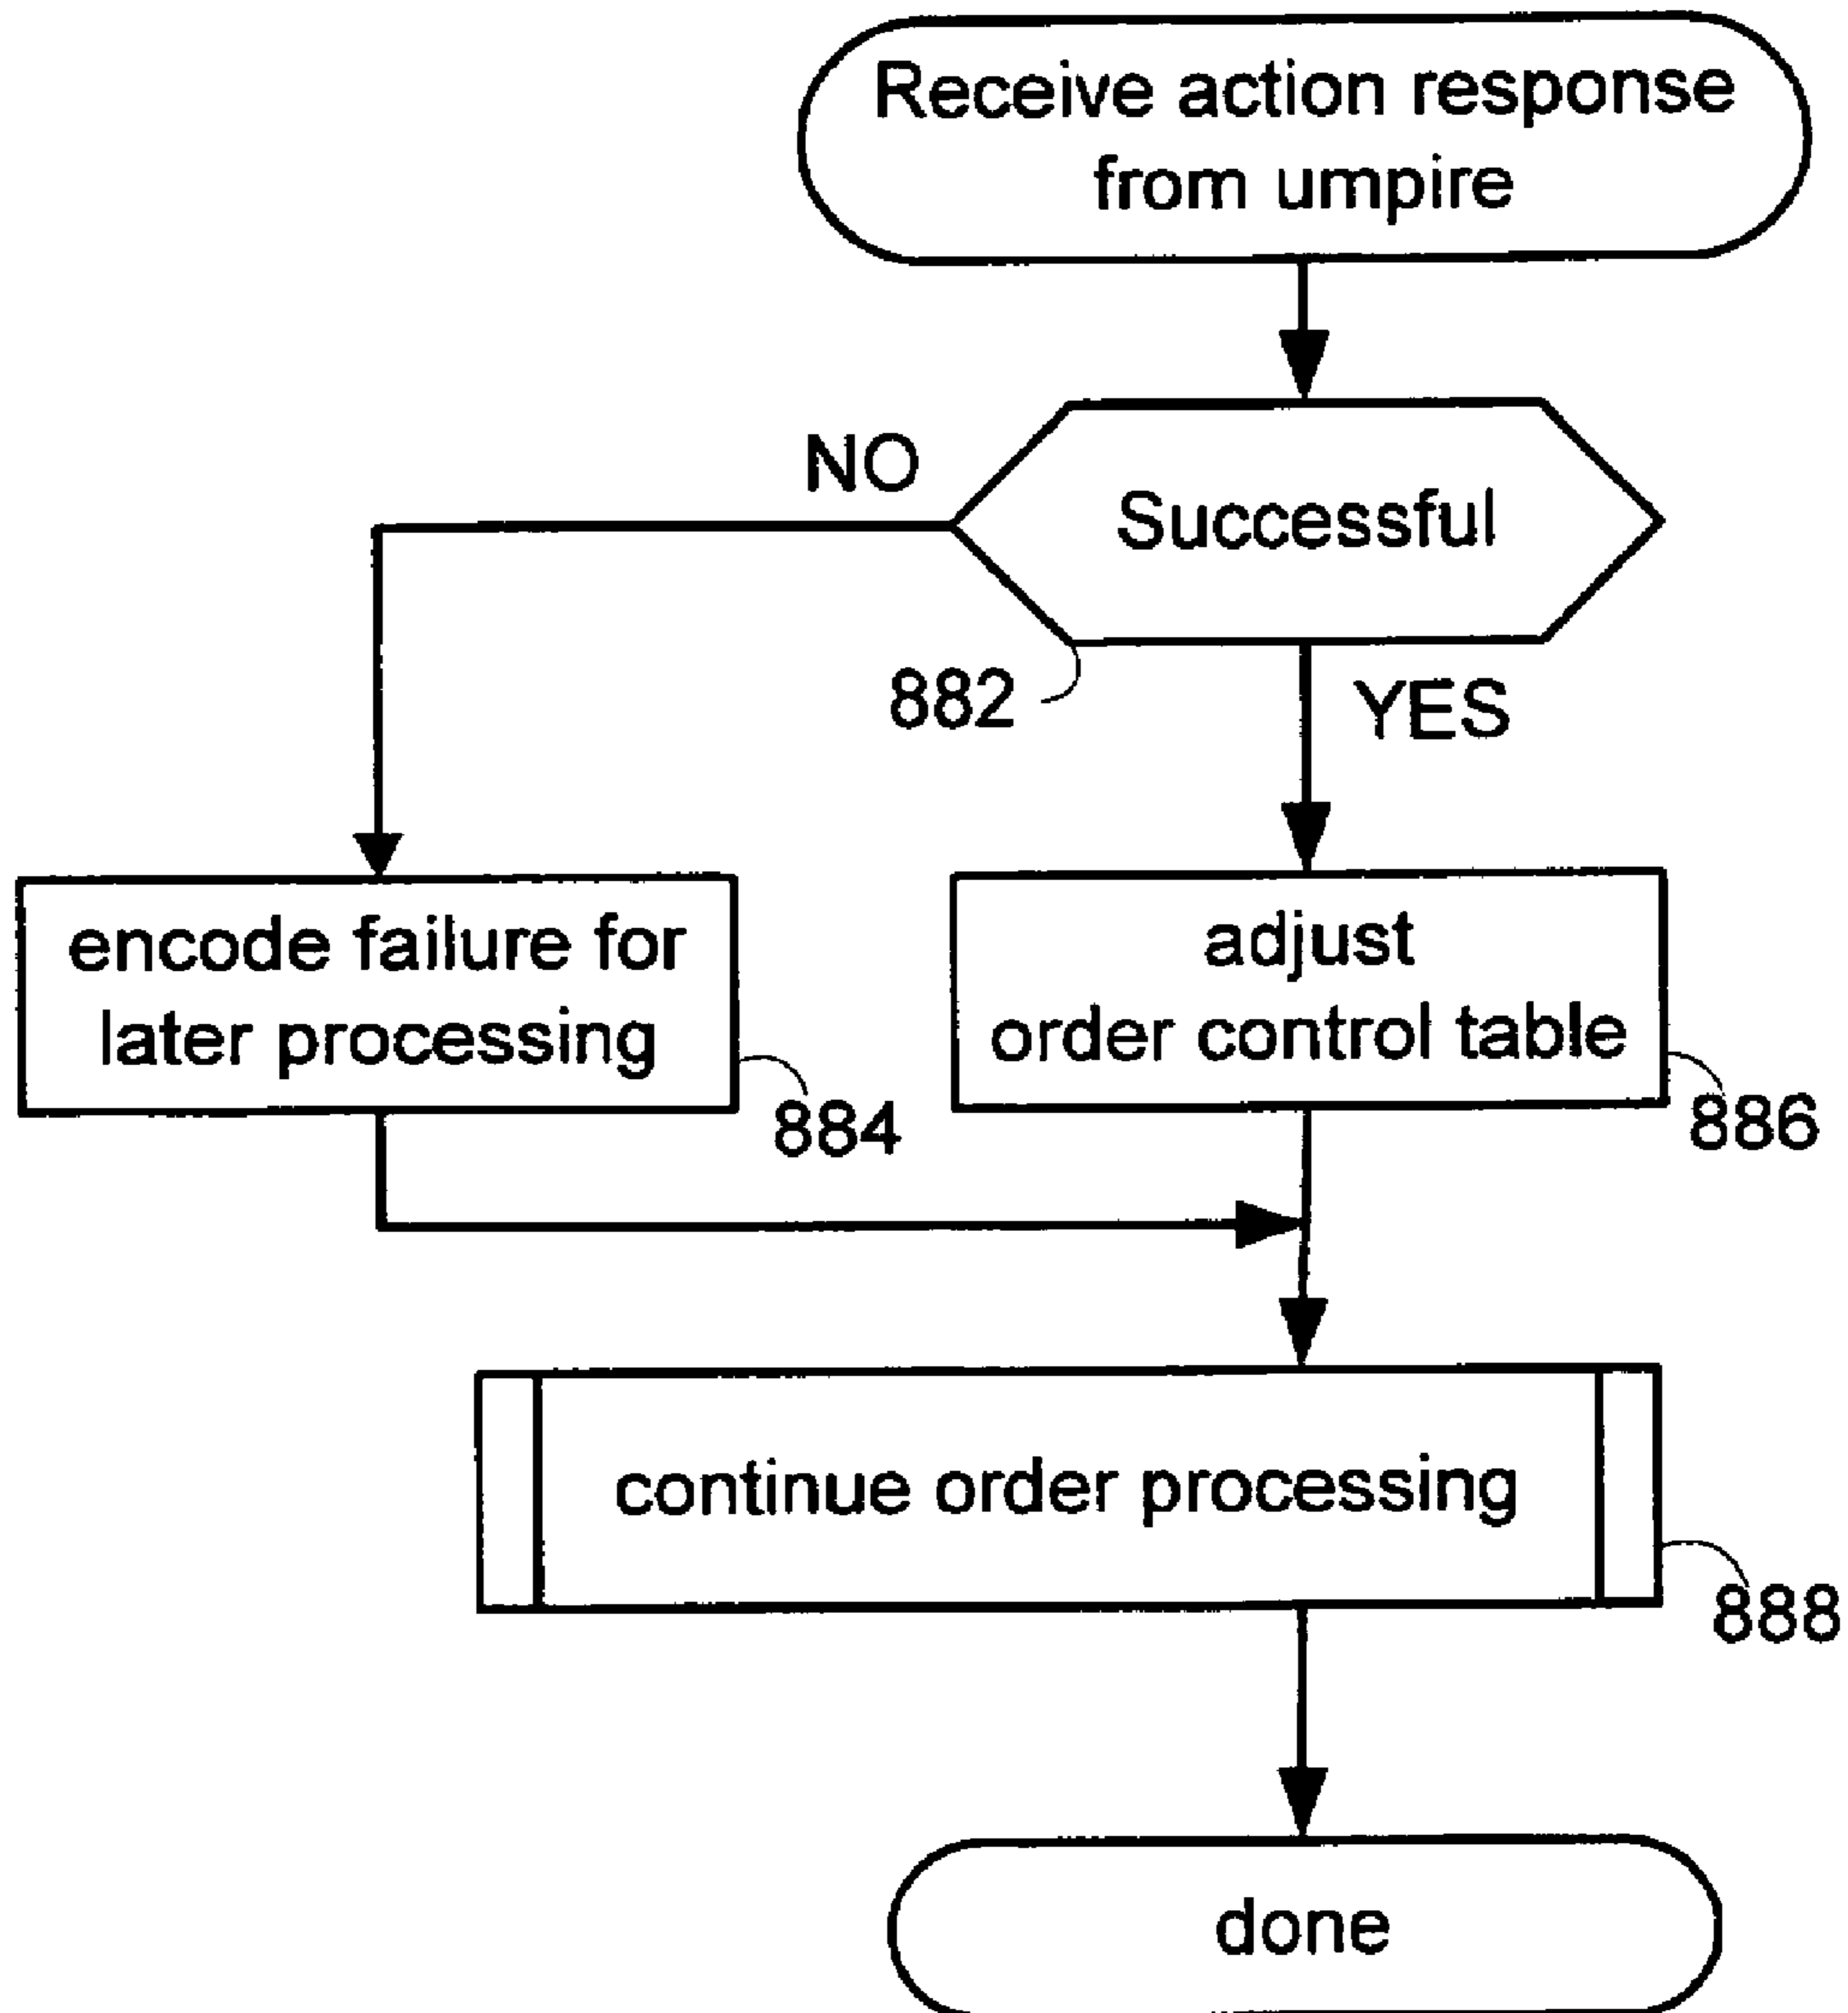 Receive action response
from umpire
NO
Successful
882
YES
encode failure for
later processing
884
adjust
order control table
886
continue order processing
888
done